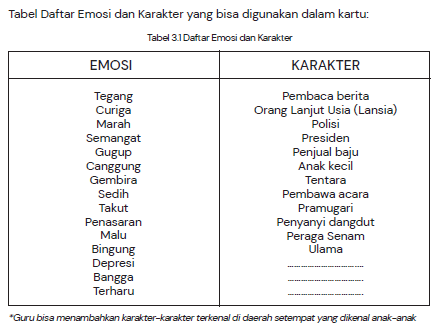 Tabel Daftar Emosi dan Karakter yang bisa digunakan dalam kartu:
Tabel 3.1 Daftar Emosi dan Karakter
EMOSI KARAKTER
Tegang Pembaca berita
Curiga Orang Lanjut Usia (Lansia)
Marah Polisi
Semangat Presiden
Gugup Penjual baju
Canggung Anak kecil
Gembira Tentara
Sedih Pembawa acara
Takut Pramugari
Penasaran Penyanyi dangdut
Malu Peraga Senam
Bingung Ulama
Depresi ..................................
Bangga ..................................
Terharu ..................................
*Guru bisa menambahkan karakter-karakter terkenal di daerah setempat yang dikenal anak-anak